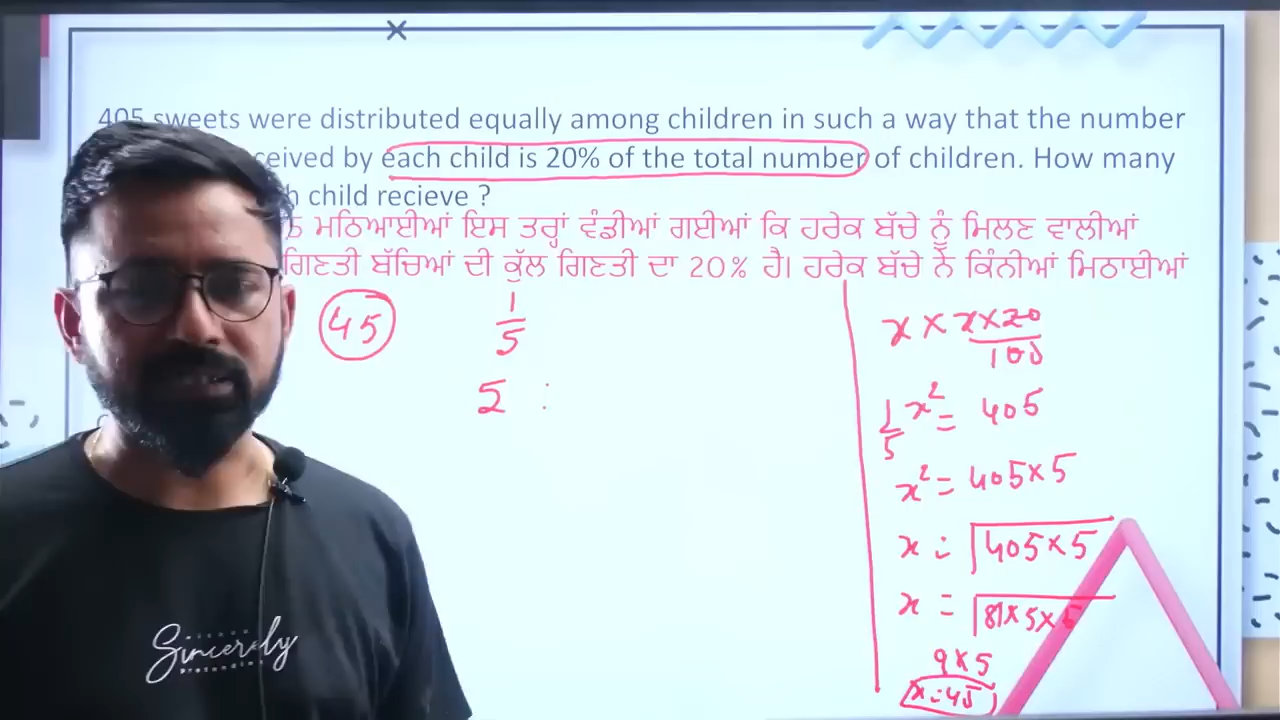 405 sweets were distributed equally among children in such a way that the number
ceived by each child is 20% of the total number of children. How many
h child recieve ?
ਮਠਿਆਈਆਂ ਇਸ ਤਰ੍ਹਾਂ ਵੰਡੀਆਂ ਗਈਆਂ ਕਿ ਹਰੇਕ ਬੱਚੇ ਨੂੰ ਮਿਲਣ ਵਾਲੀਆਂ
ਗਿਣਤੀ ਬੱਚਿਆਂ ਦੀ ਕੁੱਲ ਗਿਣਤੀ ਦਾ 20% ਹੈ। ਹਰੇਕ ਬੱਚੇ ਨੇ ਕਿੰਨੀਆਂ ਮਿਠਾਈਆਂ
45
1/5
5 :
x × x×20/100
1/5 x² = 405
x² = 405×5
x = √405×5
x = √81×5×5
9×5
x=45
Sincerely